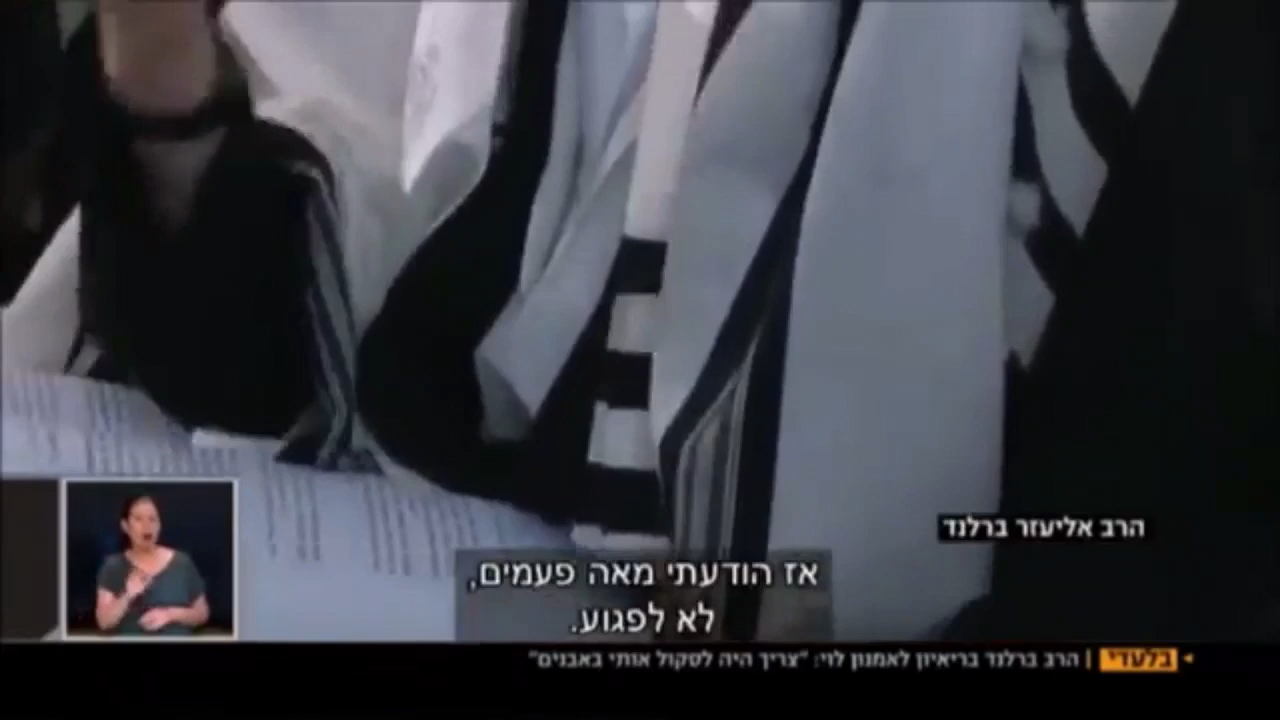 הרב אליעזר ברלנד
אז הודעתי מאה פעמים,
לא לפגוע.
בלעדי | הרב ברלנד בריאיון לאמנון לוי: "צריך היה לסקול אותי באבנים"